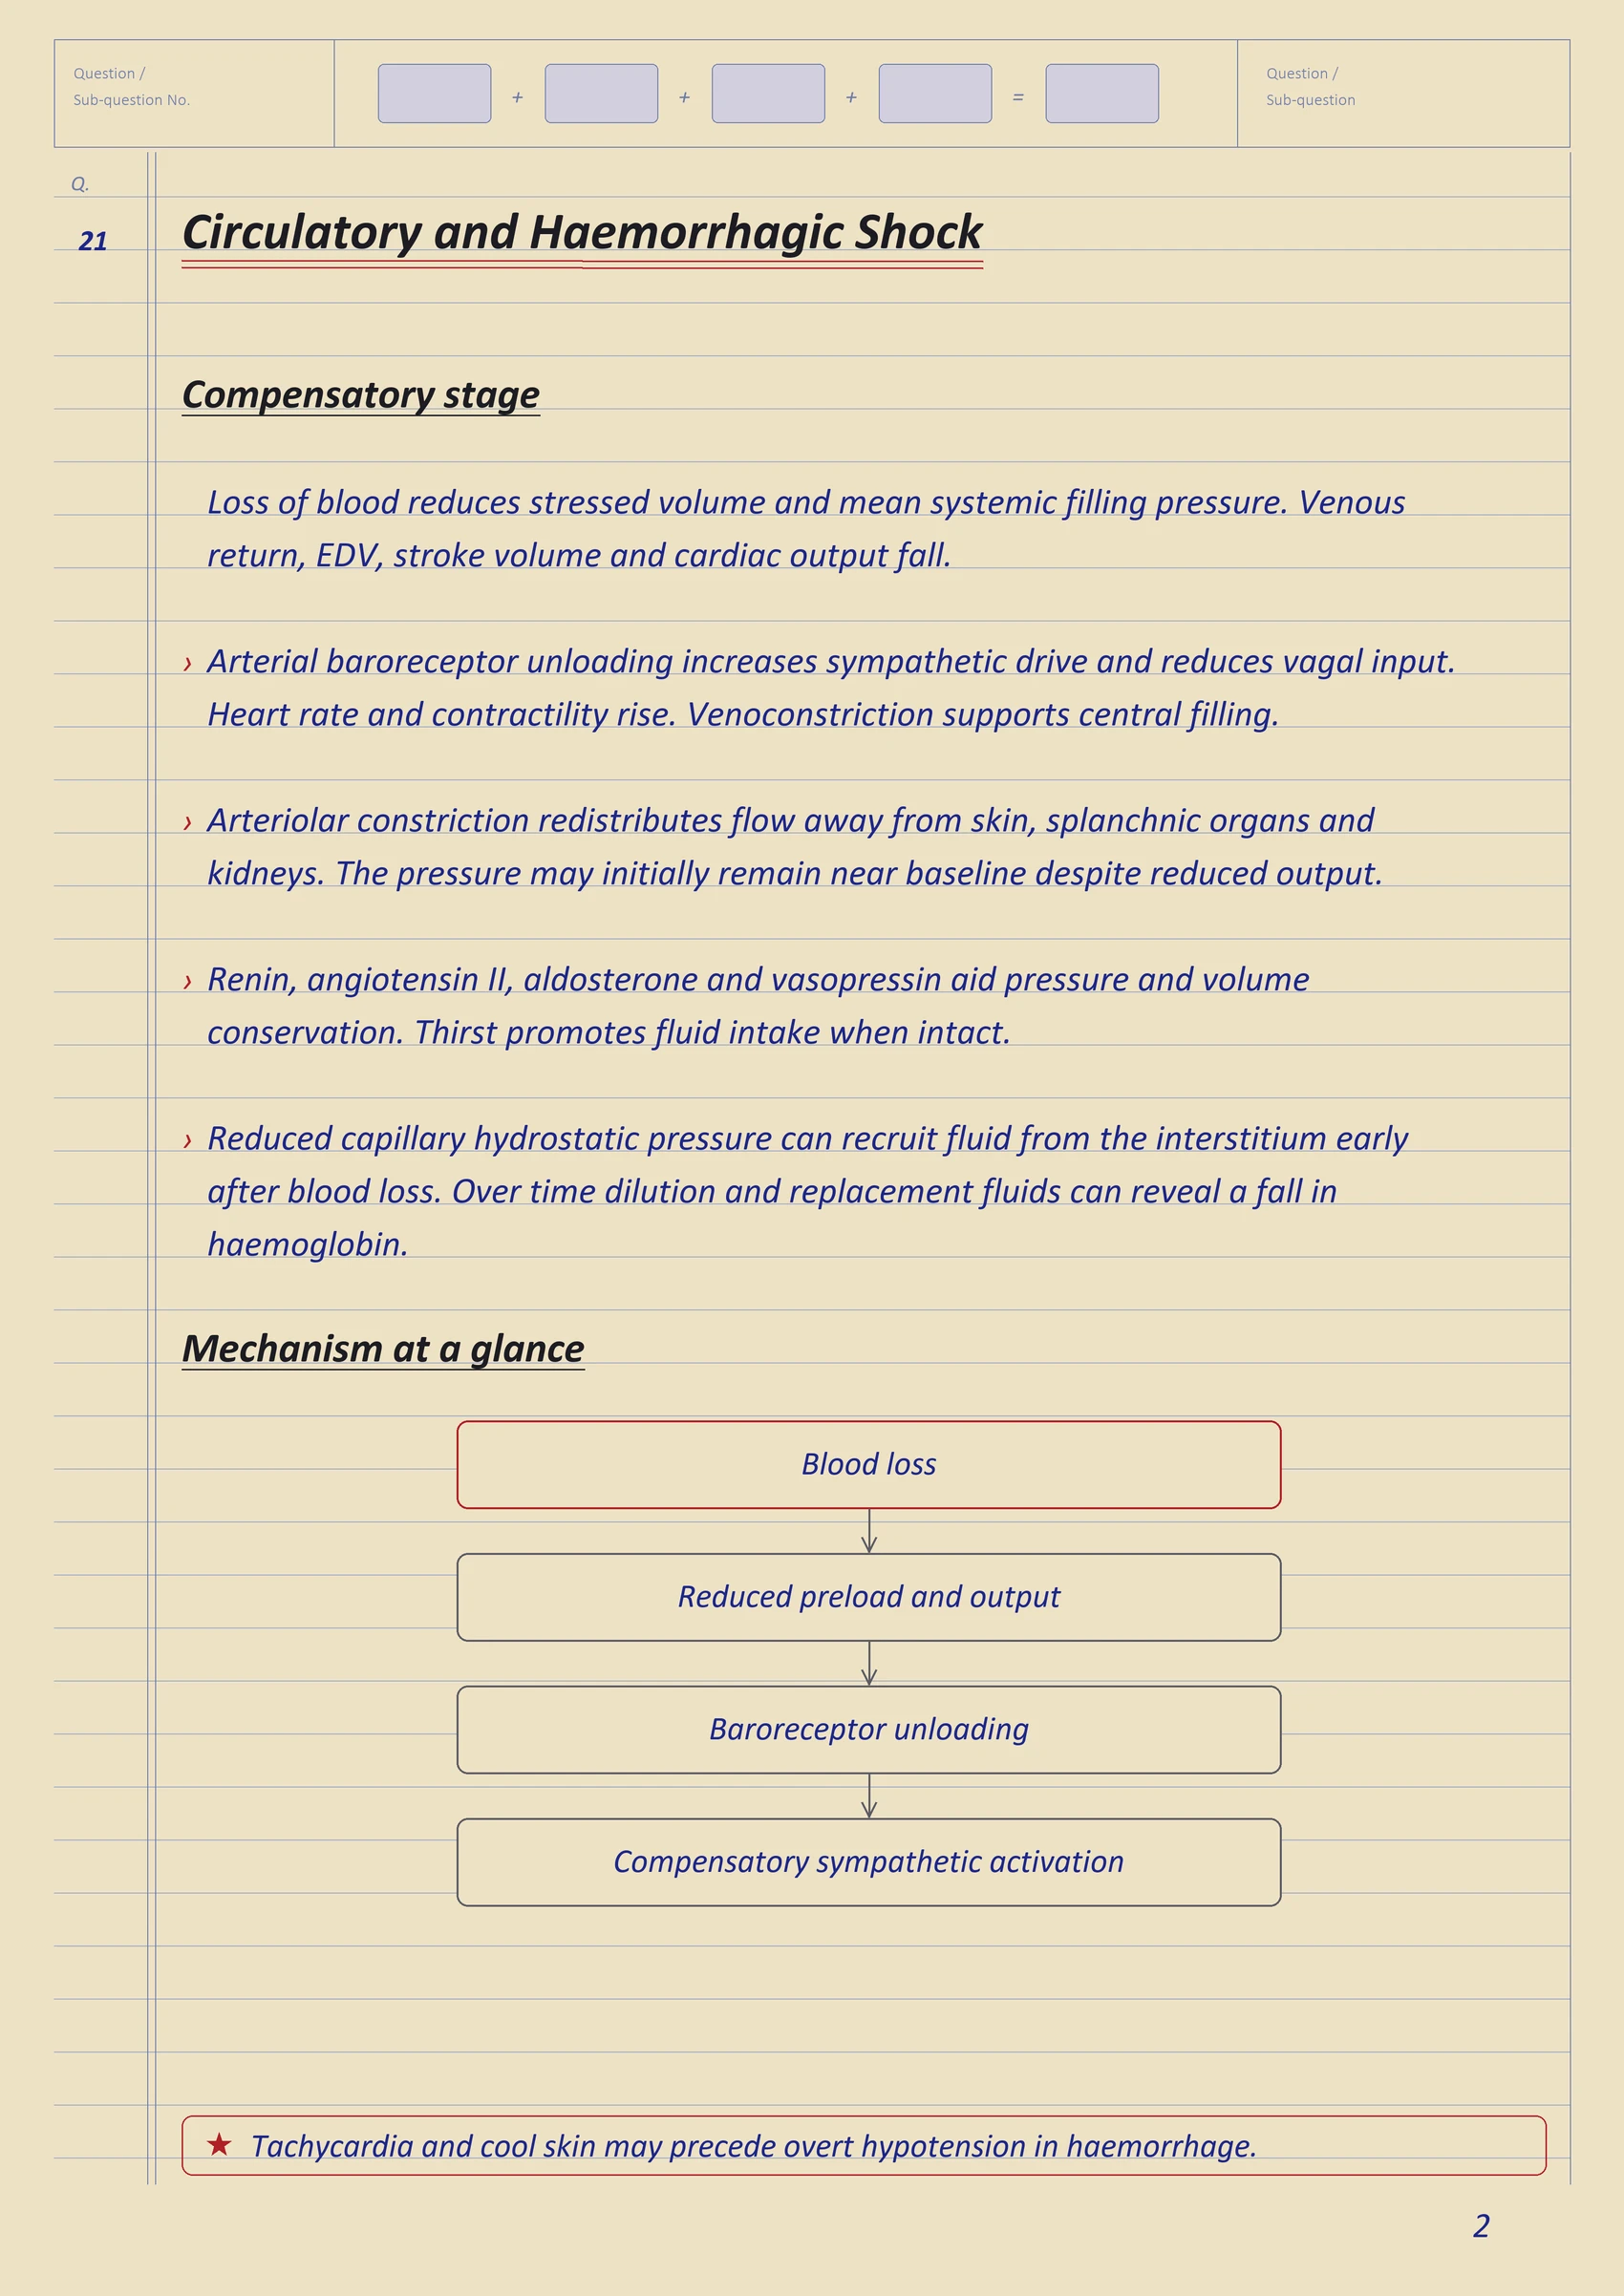 Question /
Sub-question No.
+ + + =
Question /
Sub-question
Q.
21
Circulatory and Haemorrhagic Shock
Compensatory stage
Loss of blood reduces stressed volume and mean systemic filling pressure. Venous
return, EDV, stroke volume and cardiac output fall.
› Arterial baroreceptor unloading increases sympathetic drive and reduces vagal input.
Heart rate and contractility rise. Venoconstriction supports central filling.
› Arteriolar constriction redistributes flow away from skin, splanchnic organs and
kidneys. The pressure may initially remain near baseline despite reduced output.
› Renin, angiotensin II, aldosterone and vasopressin aid pressure and volume
conservation. Thirst promotes fluid intake when intact.
› Reduced capillary hydrostatic pressure can recruit fluid from the interstitium early
after blood loss. Over time dilution and replacement fluids can reveal a fall in
haemoglobin.
Mechanism at a glance
Blood loss
Reduced preload and output
Baroreceptor unloading
Compensatory sympathetic activation
★ Tachycardia and cool skin may precede overt hypotension in haemorrhage.
2